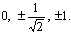 0, ±1/√2, ±1.